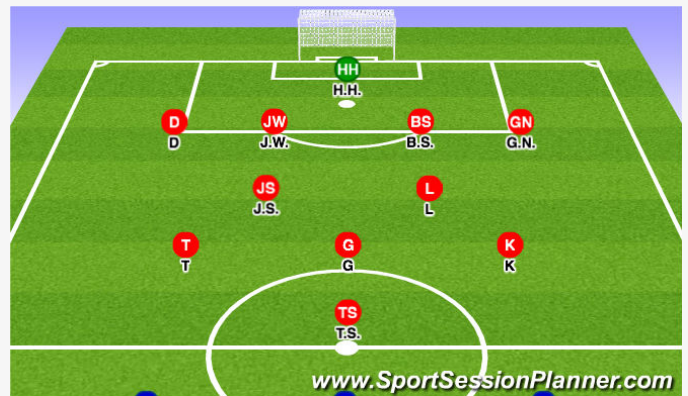 HH
H.H.
D JW BS GN
D J.W. B.S. G.N.
JS L
J.S. L
T G K
T G K
TS
T.S.
www.SportSessionPlanner.com